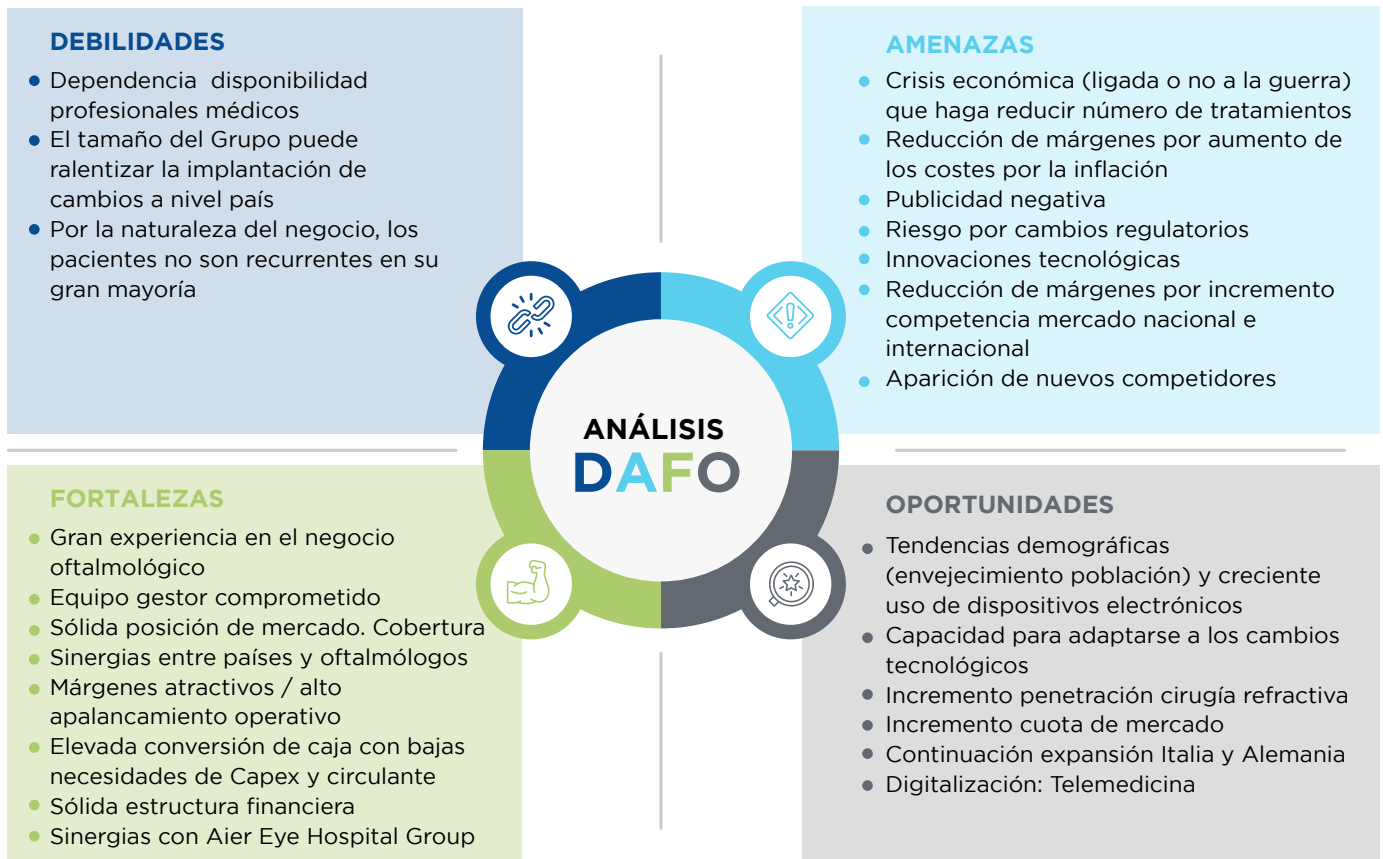 DEBILIDADES
Dependencia disponibilidad
profesionales médicos
El tamaño del Grupo puede
ralentizar la implantación de
cambios a nivel país
Por la naturaleza del negocio, los
pacientes no son recurrentes en su
gran mayoría
AMENAZAS
Crisis económica (ligada o no a la guerra)
que haga reducir número de tratamientos
Reducción de márgenes por aumento de
los costes por la inflación
Publicidad negativa
Riesgo por cambios regulatorios
Innovaciones tecnológicas
Reducción de márgenes por incremento
competencia mercado nacional e
internacional
Aparición de nuevos competidores
ANÁLISIS
DAFO
FORTALEZAS
Gran experiencia en el negocio
oftalmológico
Equipo gestor comprometido
Sólida posición de mercado. Cobertura
Sinergias entre países y oftalmólogos
Márgenes atractivos / alto
apalancamiento operativo
Elevada conversión de caja con bajas
necesidades de Capex y circulante
Sólida estructura financiera
Sinergias con Aier Eye Hospital Group
OPORTUNIDADES
Tendencias demográficas
(envejecimiento población) y creciente
uso de dispositivos electrónicos
Capacidad para adaptarse a los cambios
tecnológicos
Incremento penetración cirugía refractiva
Incremento cuota de mercado
Continuación expansión Italia y Alemania
Digitalización: Telemedicina